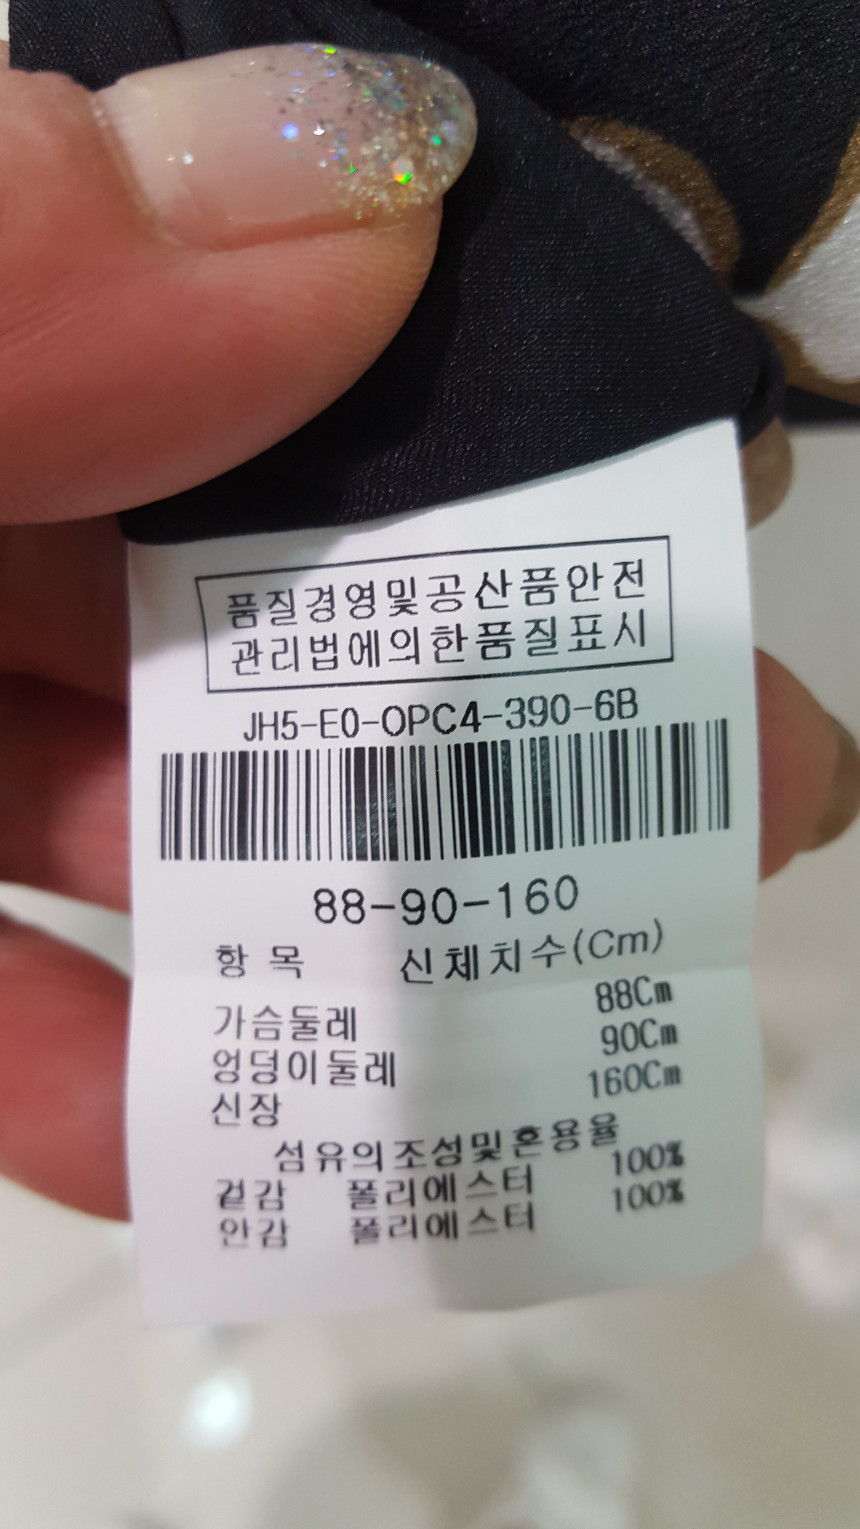 품질경영및공산품안전
관리법에의한품질표시
JH5-E0-OPC4-390-6B
88-90-160
항 목 신체치수(Cm)
가슴둘레 88Cm
엉덩이둘레 90Cm
신장 160Cm
섬유의조성및혼용율
겉감 폴리에스터 100%
안감 폴리에스터 100%